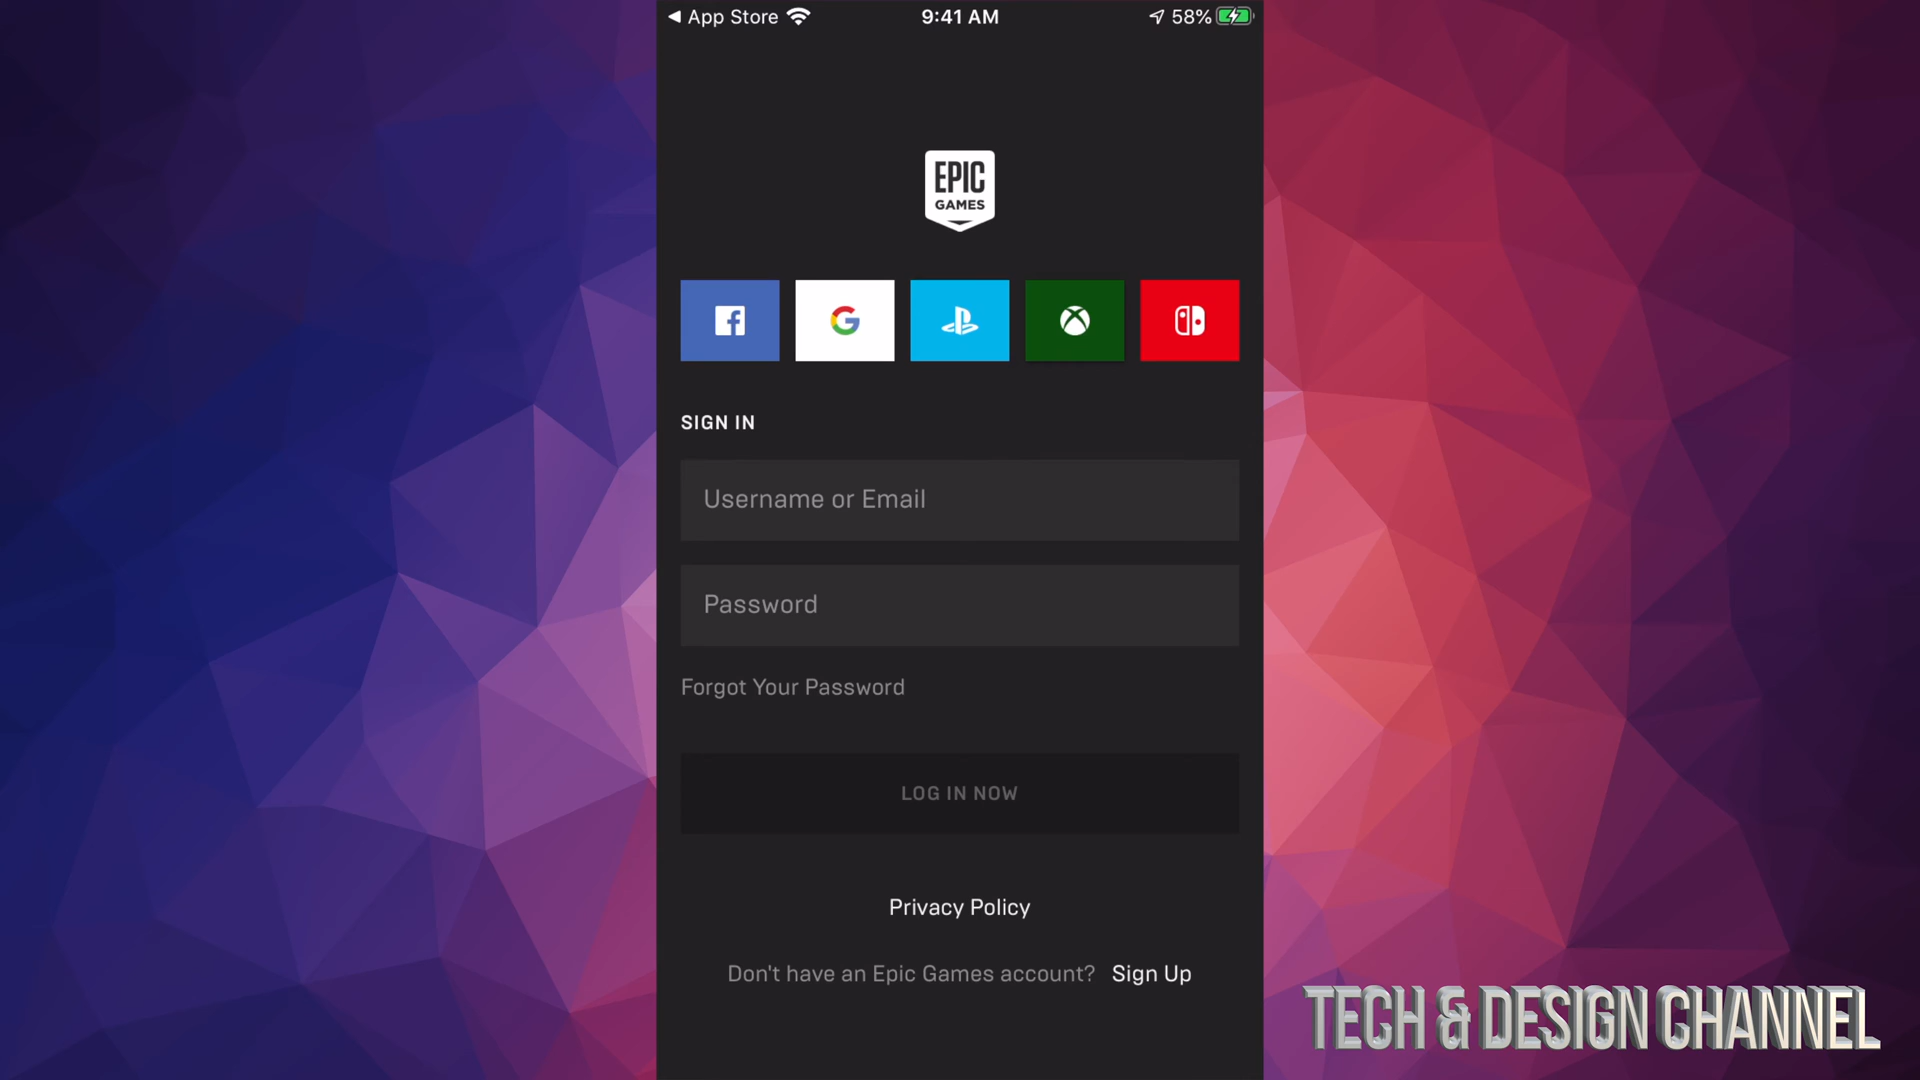 App Store
9:41 AM
58%
EPIC
GAMES
SIGN IN
Username or Email
Password
Forgot Your Password
LOG IN NOW
Privacy Policy
Don't have an Epic Games account? Sign Up
TECH & DESIGN CHANNEL